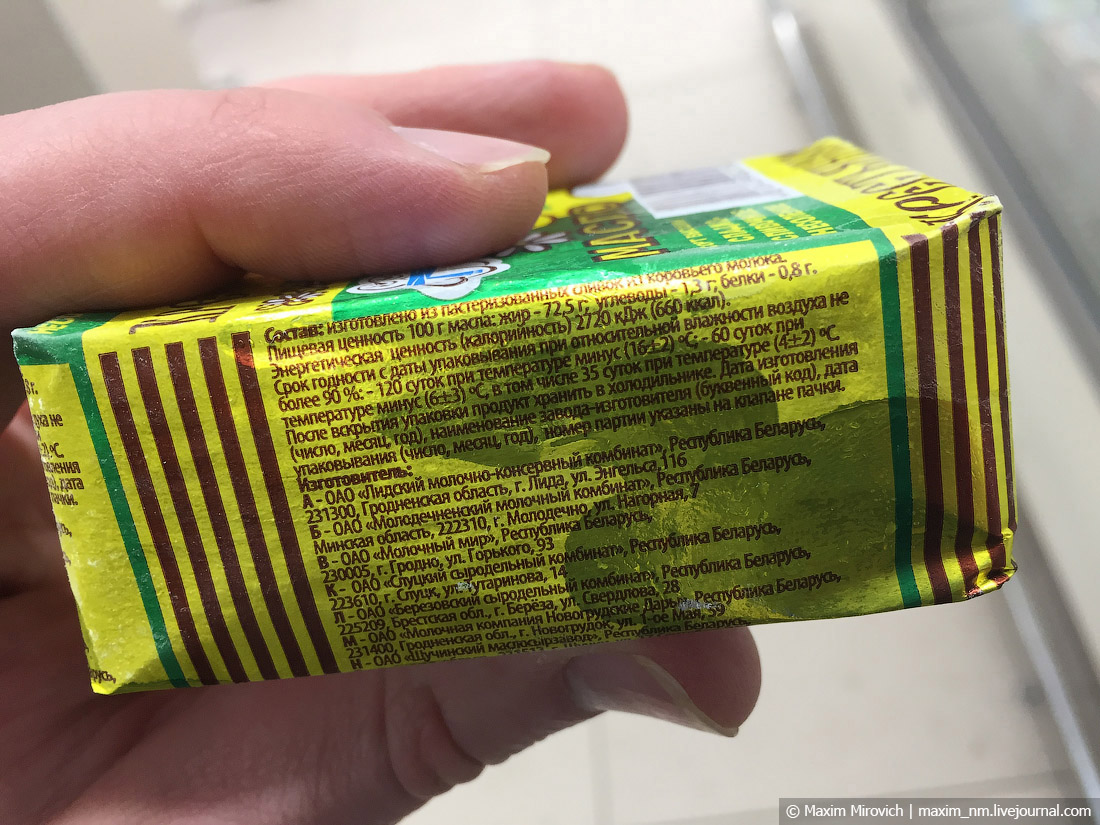 МАСЛО
Состав: изготовлено из пастеризованных сливок из коровьего молока.
Пищевая ценность 100 г масла: жир - 72,5 г, углеводы - 1,3 г, белки - 0,8 г.
Энергетическая ценность (калорийность) 2720 кДж (660 ккал).
Срок годности с даты упаковывания при относительной влажности воздуха не
более 90 %: - 120 суток при температуре минус (16±2) ºС; - 60 суток при
температуре минус (6±3) ºС, в том числе 35 суток при температуре (4±2) ºС
После вскрытия упаковки продукт хранить в холодильнике. Дата изготовления
(число, месяц, год), наименование завода-изготовителя (буквенный код), дата
упаковывания (число, месяц, год), номер партии указаны на клапане пачки.
Изготовитель:
А - ОАО «Лидский молочно-консервный комбинат», Республика Беларусь,
231300, Гродненская область, г. Лида, ул. Энгельса, 116
Б - ОАО «Молодечненский молочный комбинат», Республика Беларусь,
Минская область, 222310, г. Молодечно, ул. Нагорная, 7
В - ОАО «Молочный мир», Республика Беларусь,
230005, г. Гродно, ул. Горького, 93
К - ОАО «Слуцкий сыродельный комбинат», Республика Беларусь,
223610, г. Слуцк, ул. Тутаринова, 14
Л - ОАО «Березовский сыродельный комбинат», Республика Беларусь,
225209, Брестская обл., г. Берёза, ул. Свердлова, 28
М - ОАО «Молочная компания Новогрудские Дары»,
231400, Гродненская обл., г. Новогрудок, ул. 1-ое Мая,
Н - ОАО «Щучинский маслосырзавод», Республика Беларусь,
© Maxim Mirovich | maxim_nm.livejournal.com